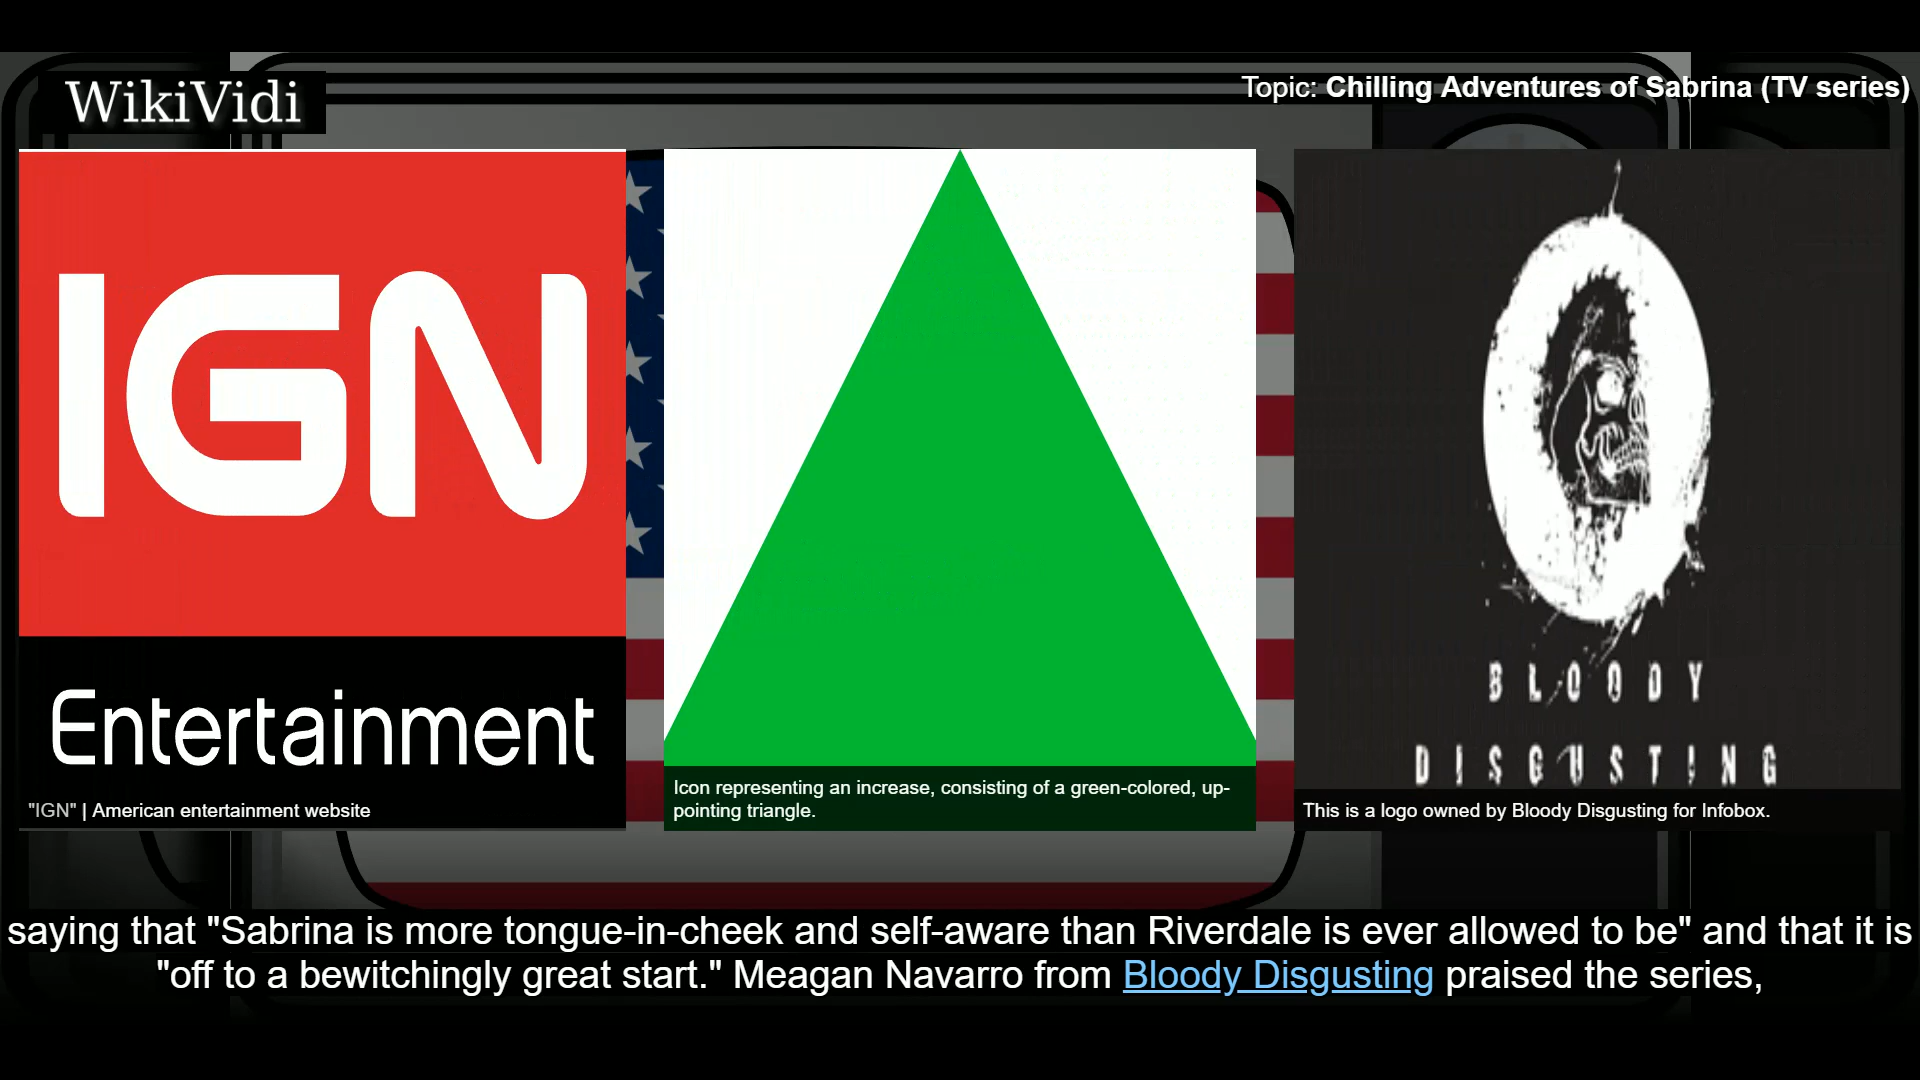 WikiVidi
Topic: Chilling Adventures of Sabrina (TV series)
IGN
Entertainment
"IGN" | American entertainment website
Icon representing an increase, consisting of a green-colored, up-
pointing triangle.
BLOODY
DISGUSTING
This is a logo owned by Bloody Disgusting for Infobox.
saying that "Sabrina is more tongue-in-cheek and self-aware than Riverdale is ever allowed to be" and that it is
"off to a bewitchingly great start." Meagan Navarro from Bloody Disgusting praised the series,